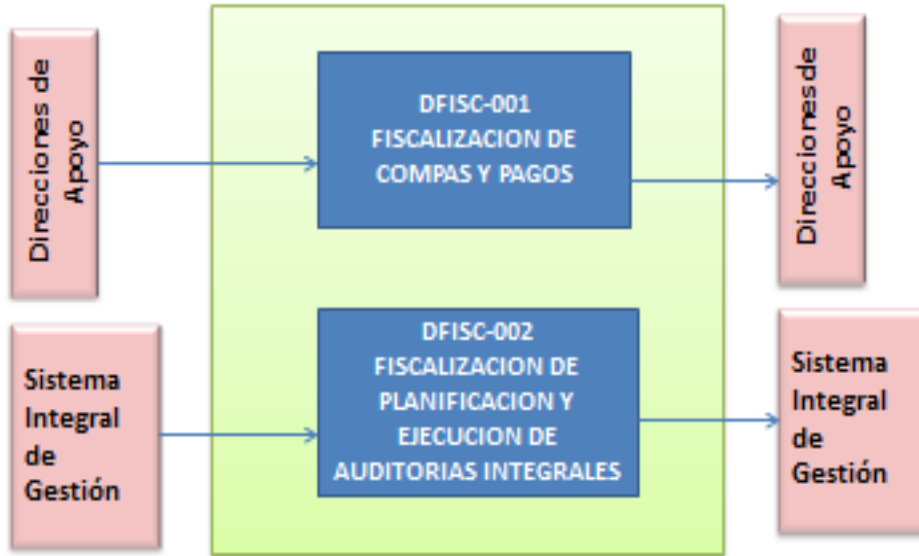 Direcciones de
Apoyo
DFISC-001
FISCALIZACION DE
COMPAS Y PAGOS
Direcciones de
Apoyo
Sistema
Integral
de
Gestión
DFISC-002
FISCALIZACION DE
PLANIFICACION Y
EJECUCION DE
AUDITORIAS INTEGRALES
Sistema
Integral
de
Gestión